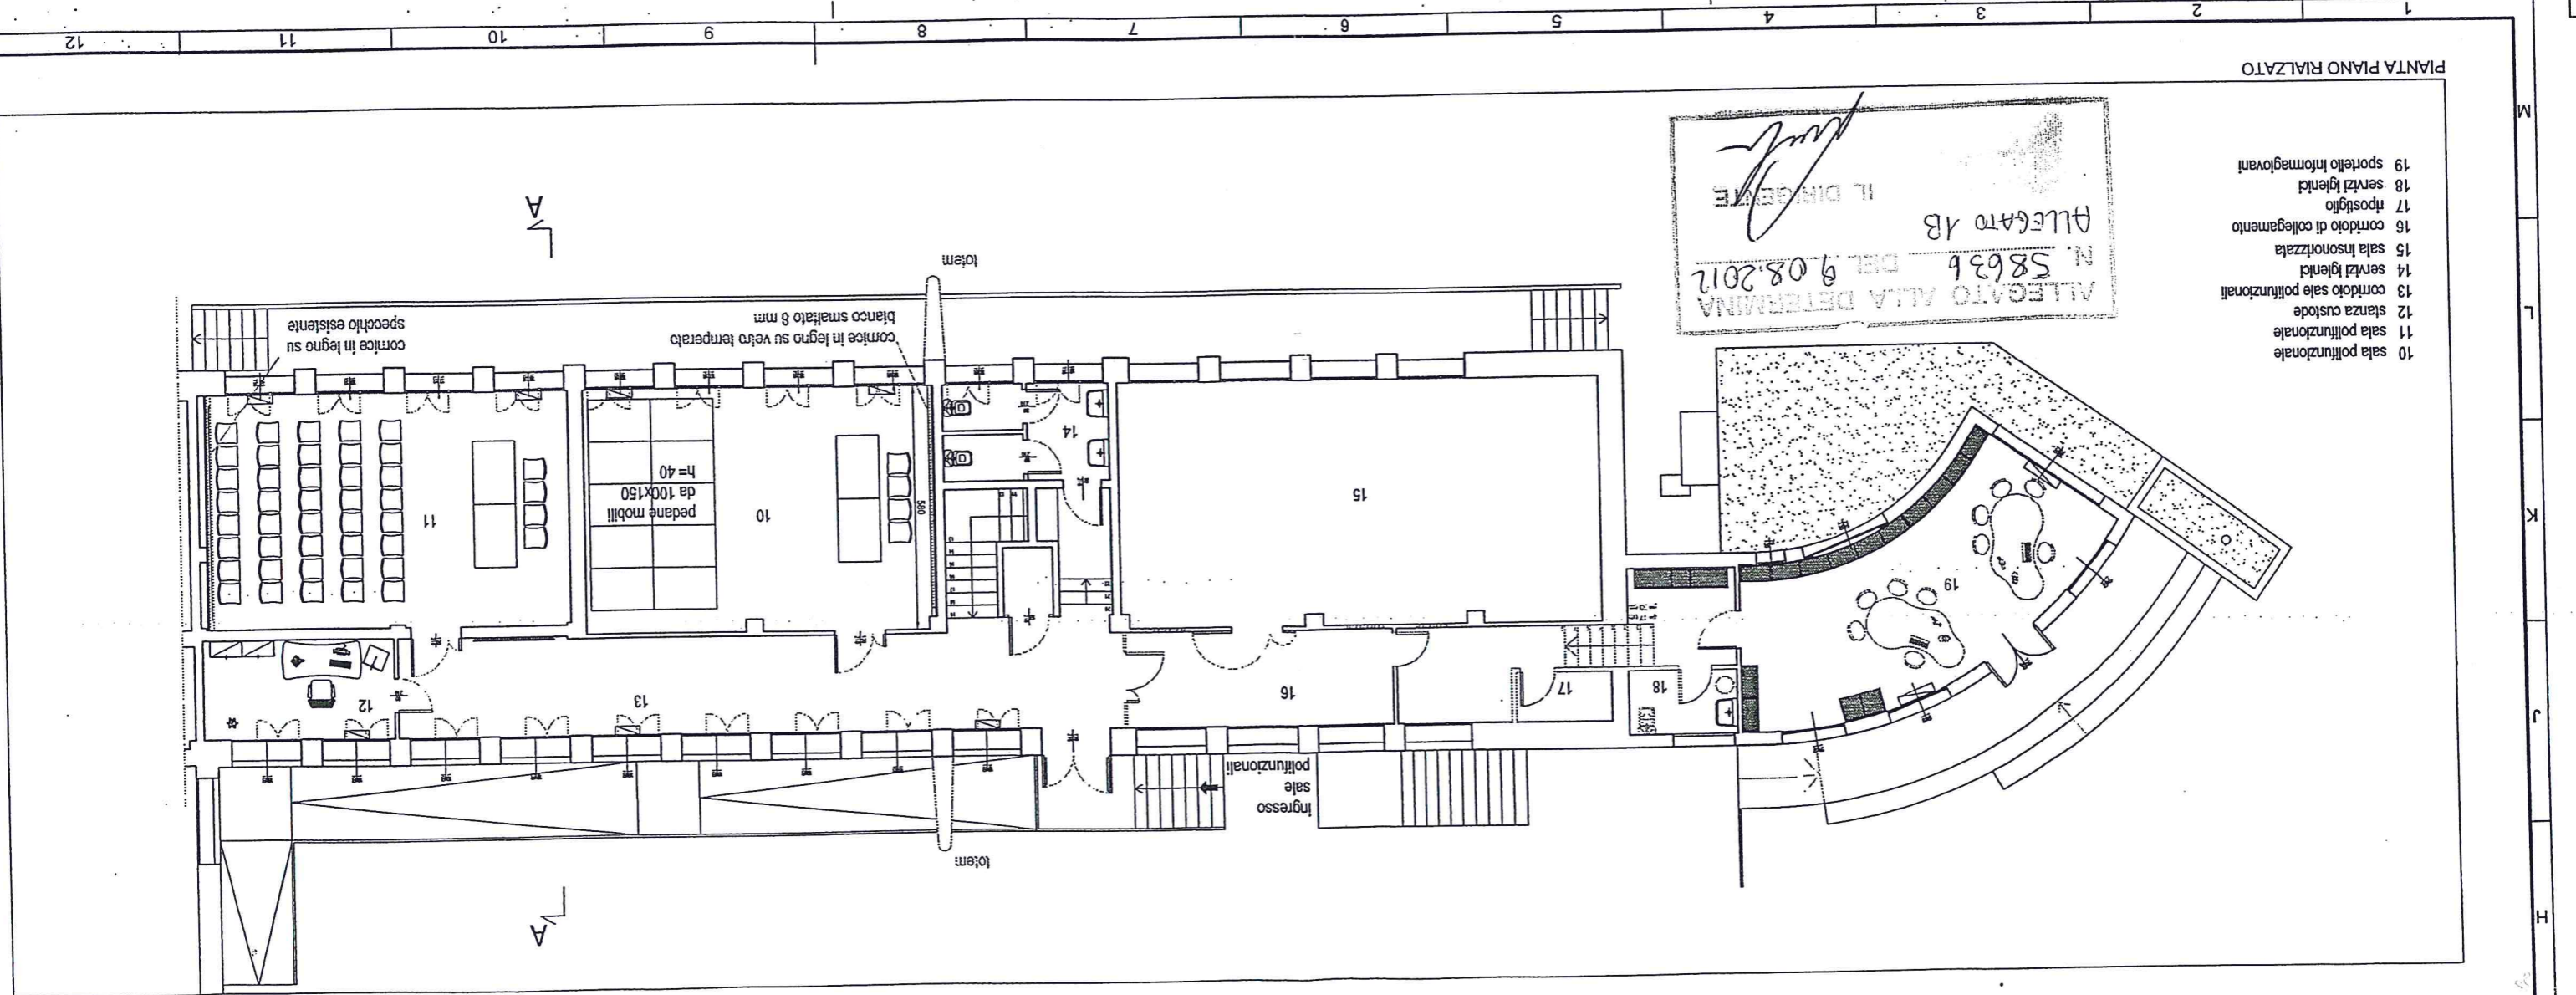 PIANTA PIANO RIALZATO
10 sala polifunzionale
11 sala polifunzionale
12 stanza custode
13 corridoio sale polifunzionali
14 servizi igienici
15 sala insonorizzata
16 corridoio di collegamento
17 ripostiglio
18 servizi igienici
19 sportello informagiovani
ALLEGATO ALLA DETERMINA
N. 58636 DEL 9.08.2012
ALLEGATO 1B
IL DIRIGENTE
A
totem
Ingresso
sale
polifunzionali
12
13
16
17
18
19
11
10
14
15
pedane mobili
da 100x150
h=40
580
cornice in legno su
specchio esistente
cornice in legno su vetro temperato
bianco smaltato 8 mm
totem
A
1
2
3
4
5
6
7
8
9
10
11
12
H
J
K
L
M